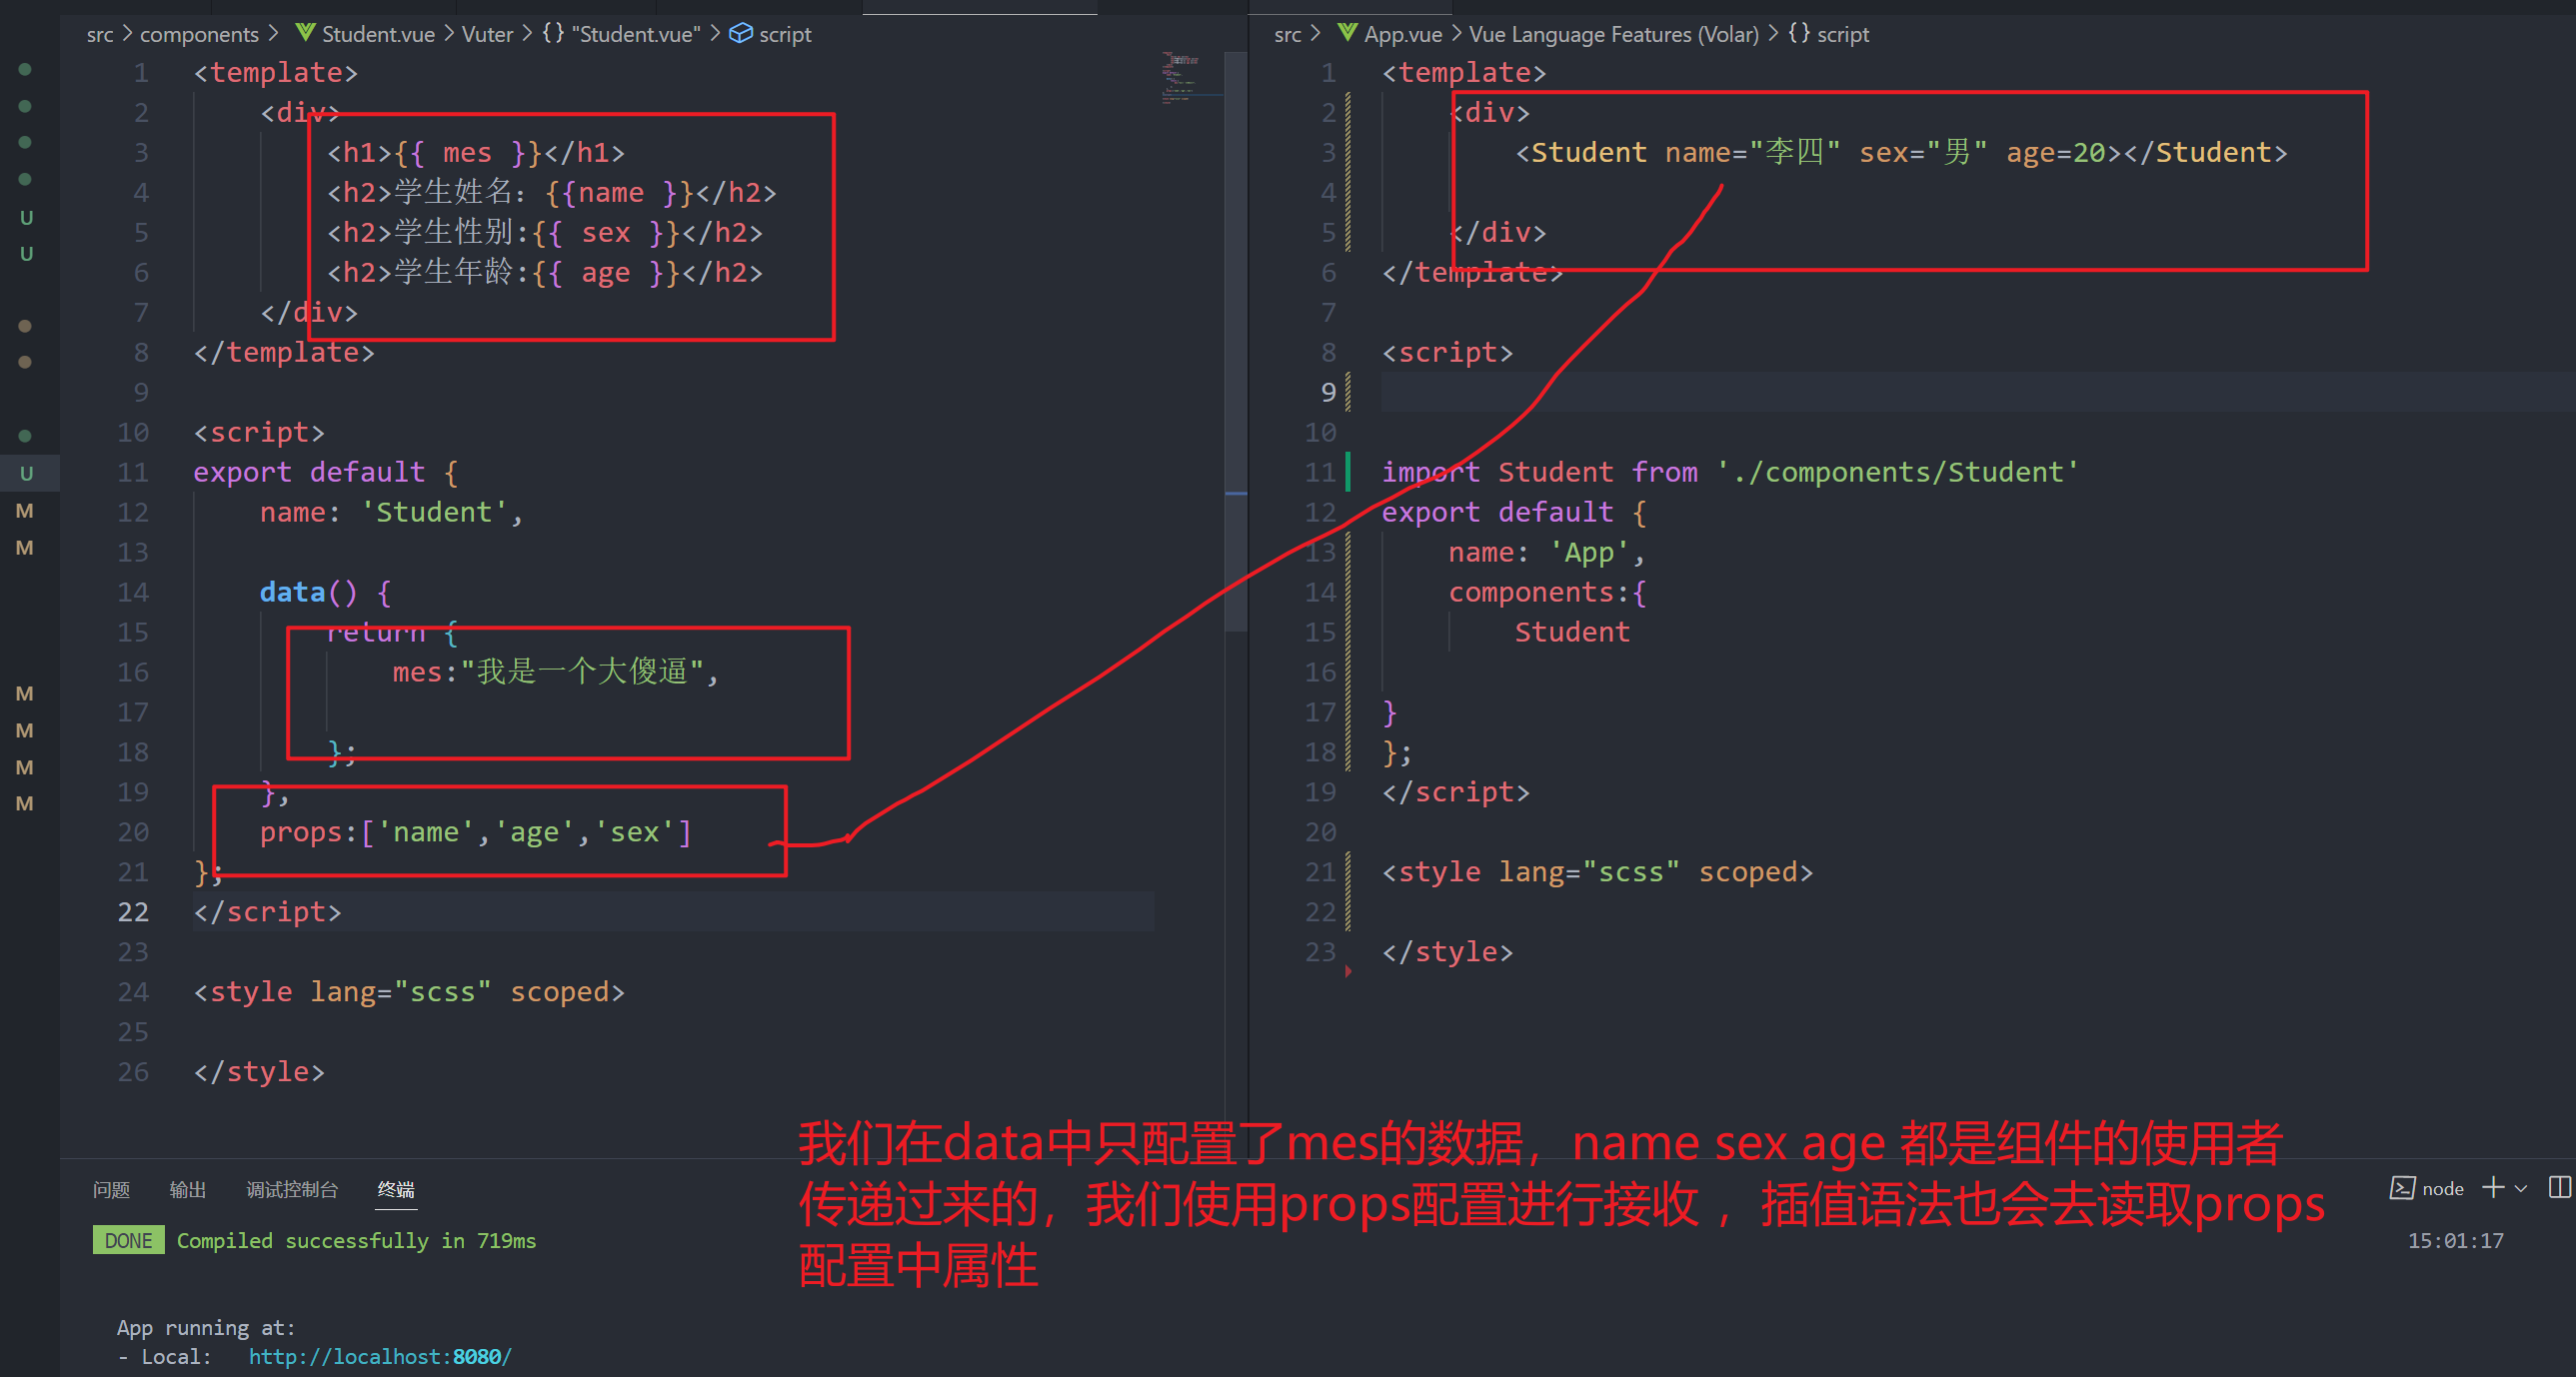 src > components > Student.vue > Vuter > {} "Student.vue" > script
1 <template>
2 <div>
3 <h1>{{ mes }}</h1>
4 <h2>学生姓名：{{name }}</h2>
5 <h2>学生性别:{{ sex }}</h2>
6 <h2>学生年龄:{{ age }}</h2>
7 </div>
8 </template>
9
10 <script>
11 export default {
12 name: 'Student',
13
14 data() {
15 return {
16 mes:"我是一个大傻逼",
17
18 };
19 },
20 props:['name','age','sex']
21 };
22 </script>
23
24 <style lang="scss" scoped>
25
26 </style>
U
U
U
M
M
M
M
M
M
src > App.vue > Vue Language Features (Volar) > {} script
1 <template>
2 <div>
3 <Student name="李四" sex="男" age=20></Student>
4
5 </div>
6 </template>
7
8 <script>
9
10
11 import Student from './components/Student'
12 export default {
13 name: 'App',
14 components:{
15 Student
16
17 }
18 };
19 </script>
20
21 <style lang="scss" scoped>
22
23 </style>
我们在data中只配置了mes的数据，name sex age 都是组件的使用者
传递过来的，我们使用props配置进行接收 ，插值语法也会去读取props
配置中属性
问题 输出 调试控制台 终端
node
DONE Compiled successfully in 719ms
15:01:17
App running at:
- Local: http://localhost:8080/